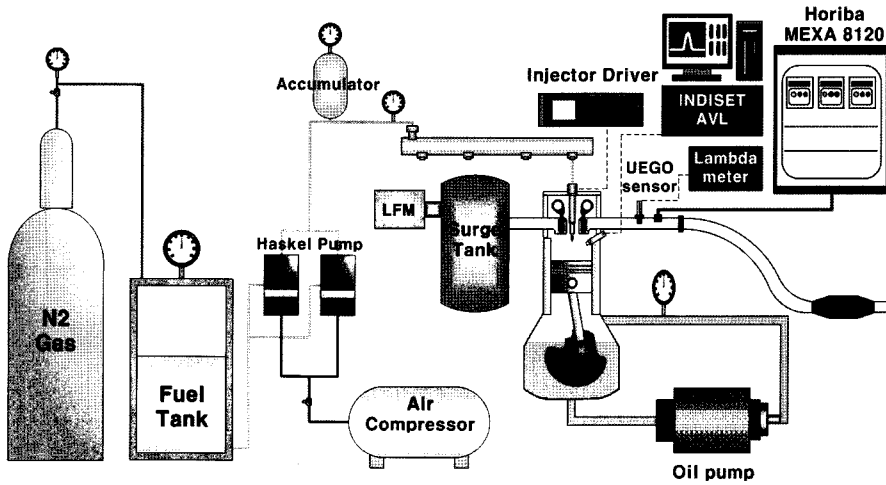 Horiba
MEXA 8120
Accumulator
Injector Driver
INDISET
AVL
UEGO
sensor
Lambda
meter
LFM
Surge
Tank
Haskel Pump
N2
Gas
Fuel
Tank
Air
Compressor
Oil pump